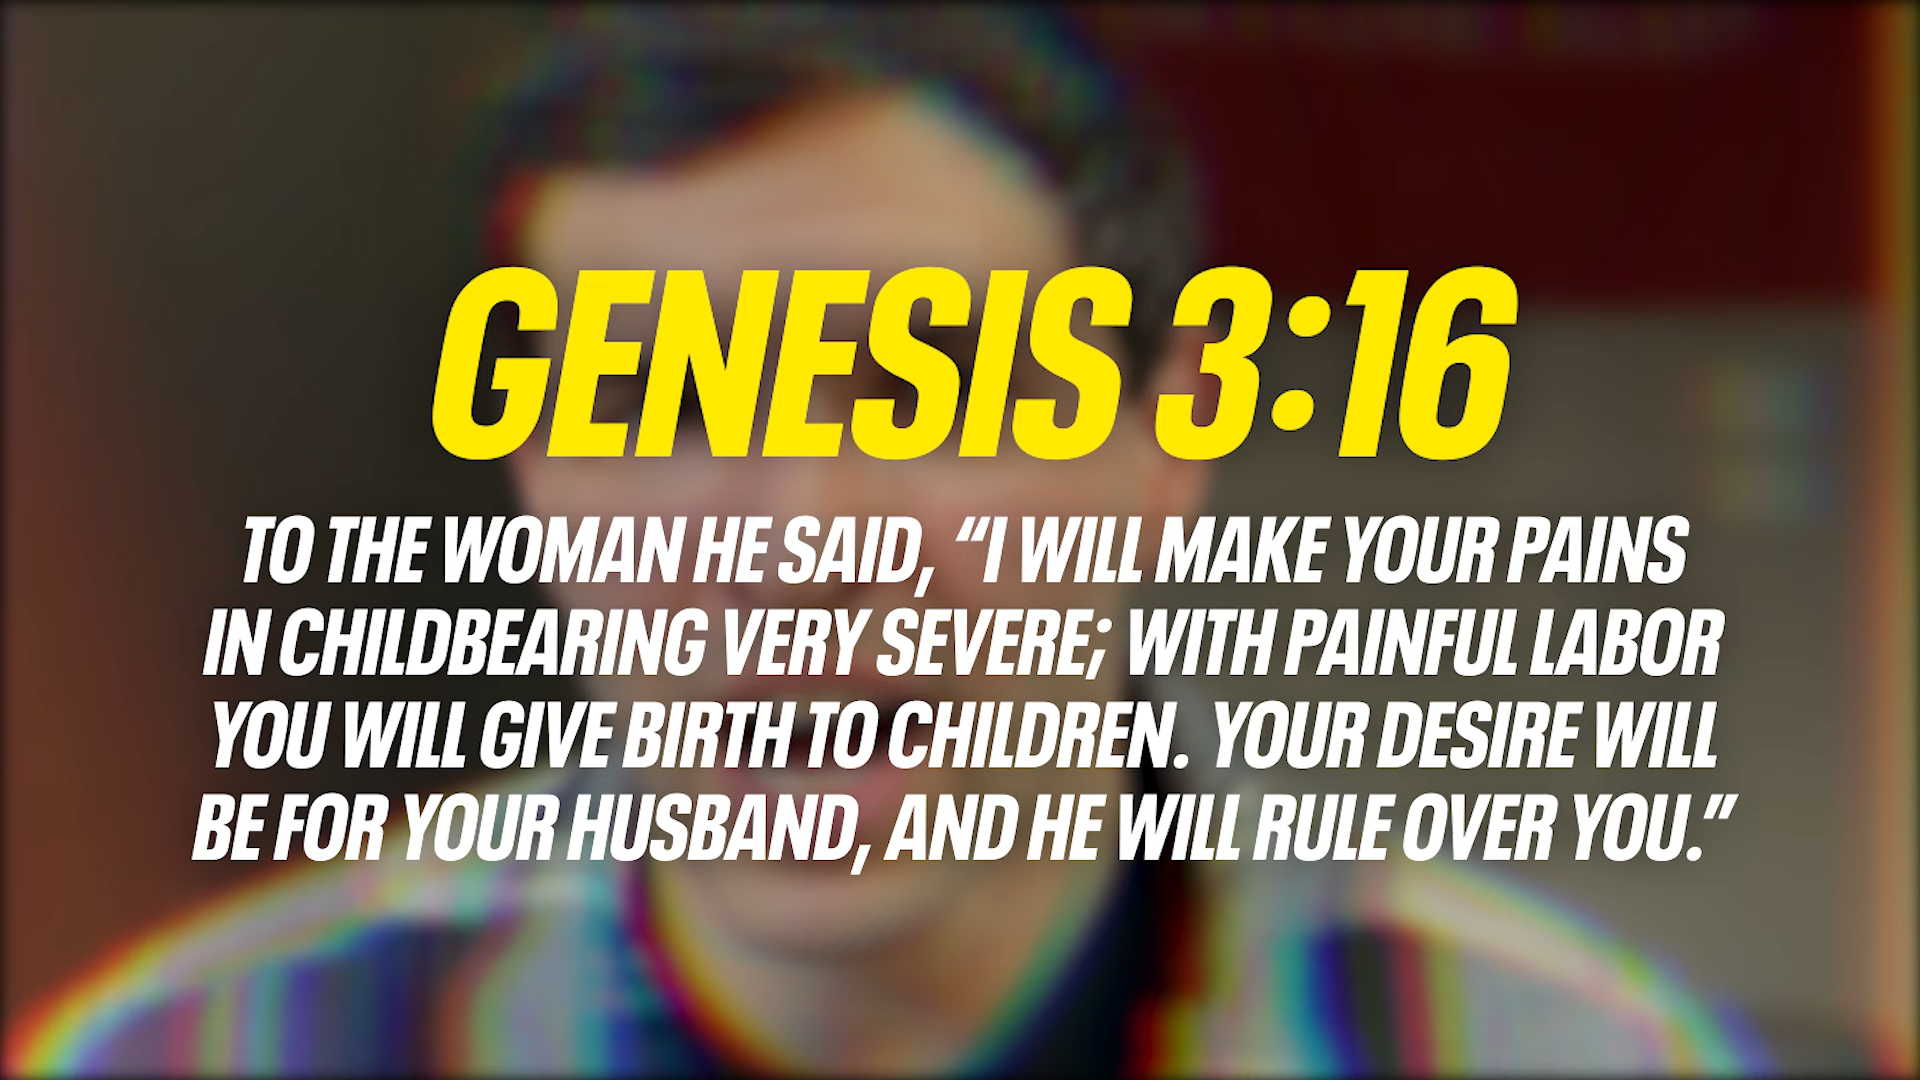 GENESIS 3:16
TO THE WOMAN HE SAID, “I WILL MAKE YOUR PAINS
IN CHILDBEARING VERY SEVERE; WITH PAINFUL LABOR
YOU WILL GIVE BIRTH TO CHILDREN. YOUR DESIRE WILL
BE FOR YOUR HUSBAND, AND HE WILL RULE OVER YOU.”